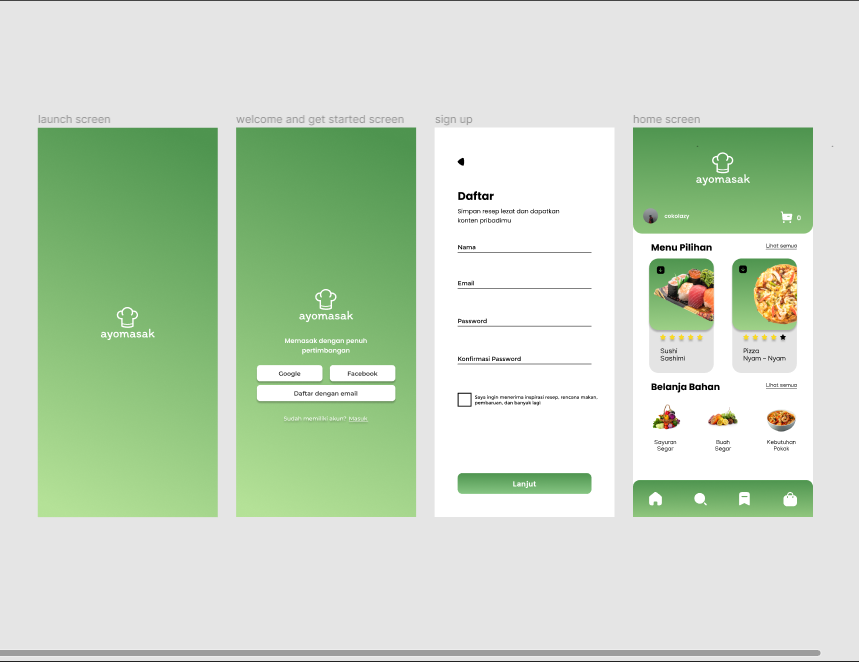 launch screen
welcome and get started screen
sign up
home screen
ayomasak
ayomasak
Memasak dengan penuh
pertimbangan
Google
Facebook
Daftar dengan email
Sudah memiliki akun? Masuk
Daftar
Simpan resep lezat dan dapatkan
konten pribadimu
Nama
Email
Password
Konfirmasi Password
Saya ingin menerima inspirasi resep, rencana makan,
pembaruan, dan banyak lagi
Lanjut
ayomasak
cokolazy
0
Menu Pilihan
Lihat semua
Sushi
Sashimi
Pizza
Nyam - Nyam
Belanja Bahan
Lihat semua
Sayuran
Segar
Buah
Segar
Kebutuhan
Pokok